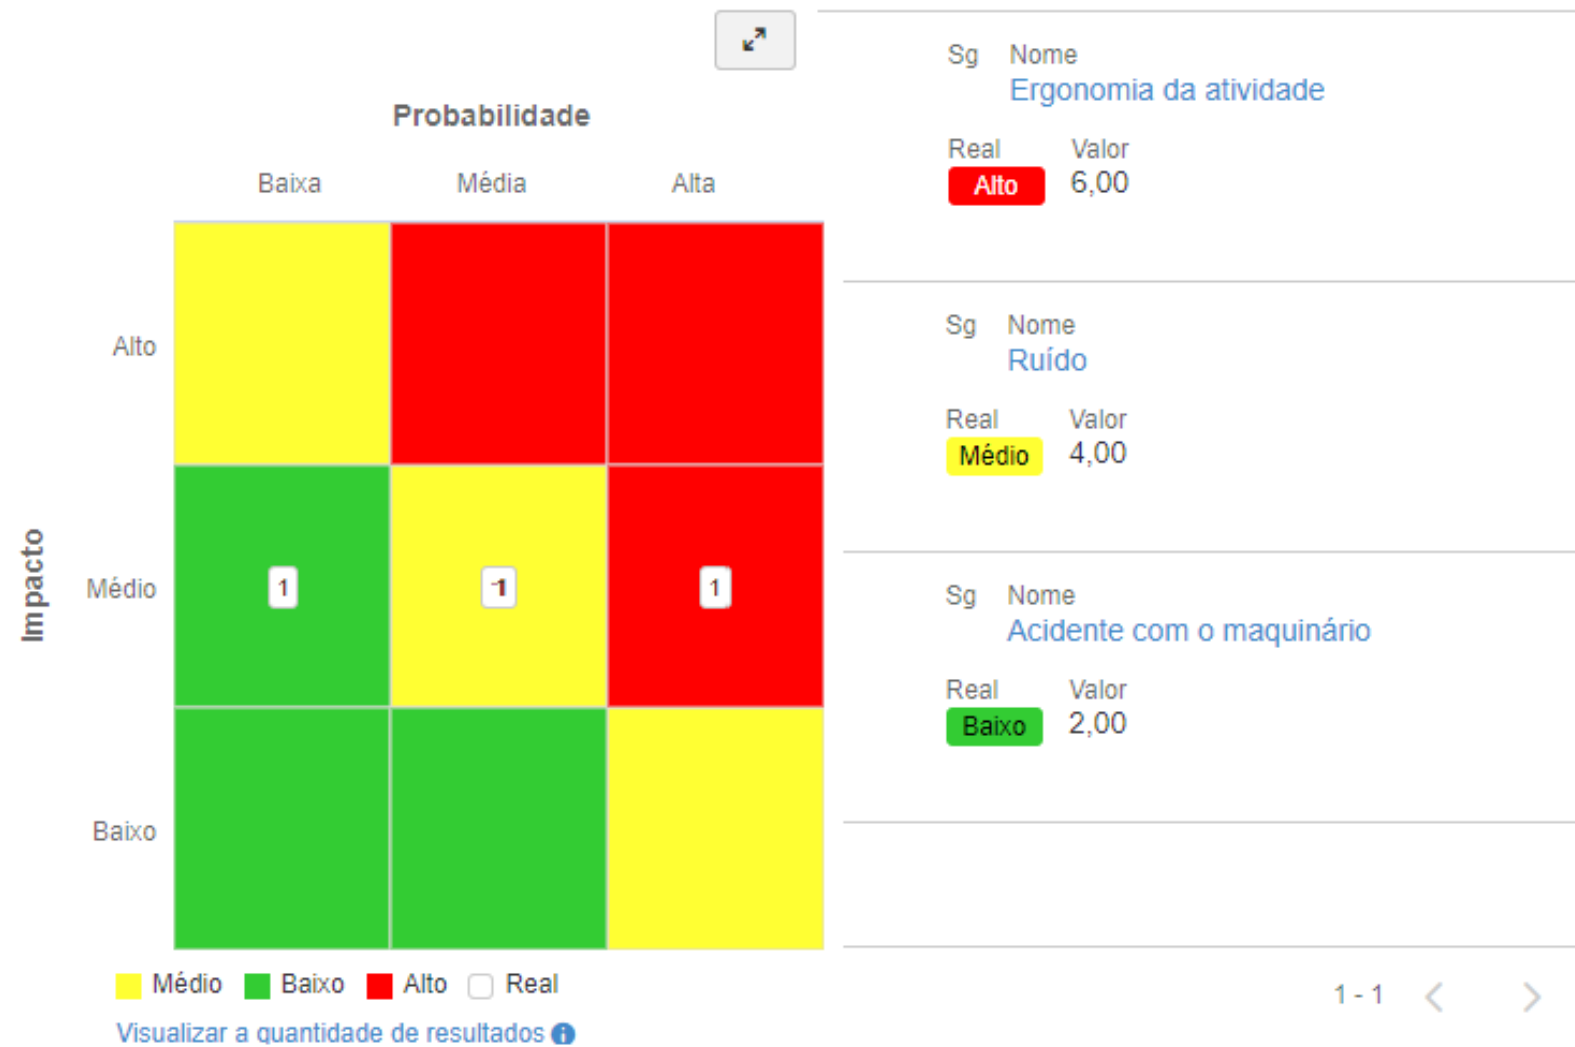 Probabilidade
Baixa Média Alta
Impacto
Alto
Médio 1 1 1
Baixo
Médio Baixo Alto Real
Visualizar a quantidade de resultados
Sg Nome
Ergonomia da atividade
Real Valor
Alto 6,00
Sg Nome
Ruído
Real Valor
Médio 4,00
Sg Nome
Acidente com o maquinário
Real Valor
Baixo 2,00
1 - 1